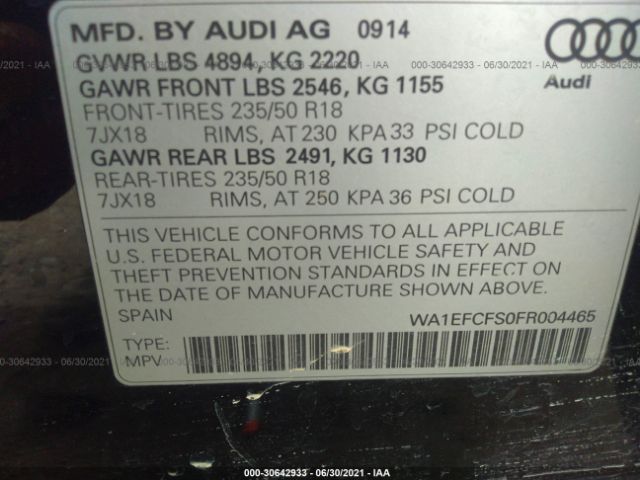 MFD. BY AUDI AG 0914
GVWR LBS 4894, KG 2220
06/30/2021 - IAA 000-30642933 - 06/30/2021 - IAA 000-30642933 - 06/30/2021 - IAA
GAWR FRONT LBS 2546, KG 1155
Audi
FRONT-TIRES 235/50 R18
7JX18 RIMS, AT 230 KPA 33 PSI COLD
GAWR REAR LBS 2491, KG 1130
REAR-TIRES 235/50 R18
7JX18 RIMS, AT 250 KPA 36 PSI COLD
THIS VEHICLE CONFORMS TO ALL APPLICABLE
U.S. FEDERAL MOTOR VEHICLE SAFETY AND
THEFT PREVENTION STANDARDS IN EFFECT ON
THE DATE OF MANUFACTURE SHOWN ABOVE.
SPAIN WA1EFCFS0FR004465
TYPE:
MPV
06/30/2021 - IAA 000-30642933 - 06/30/2021 - IAA 000-30642933 - 06/30/2021 - IAA
000-30642933 - 06/30/2021 - IAA